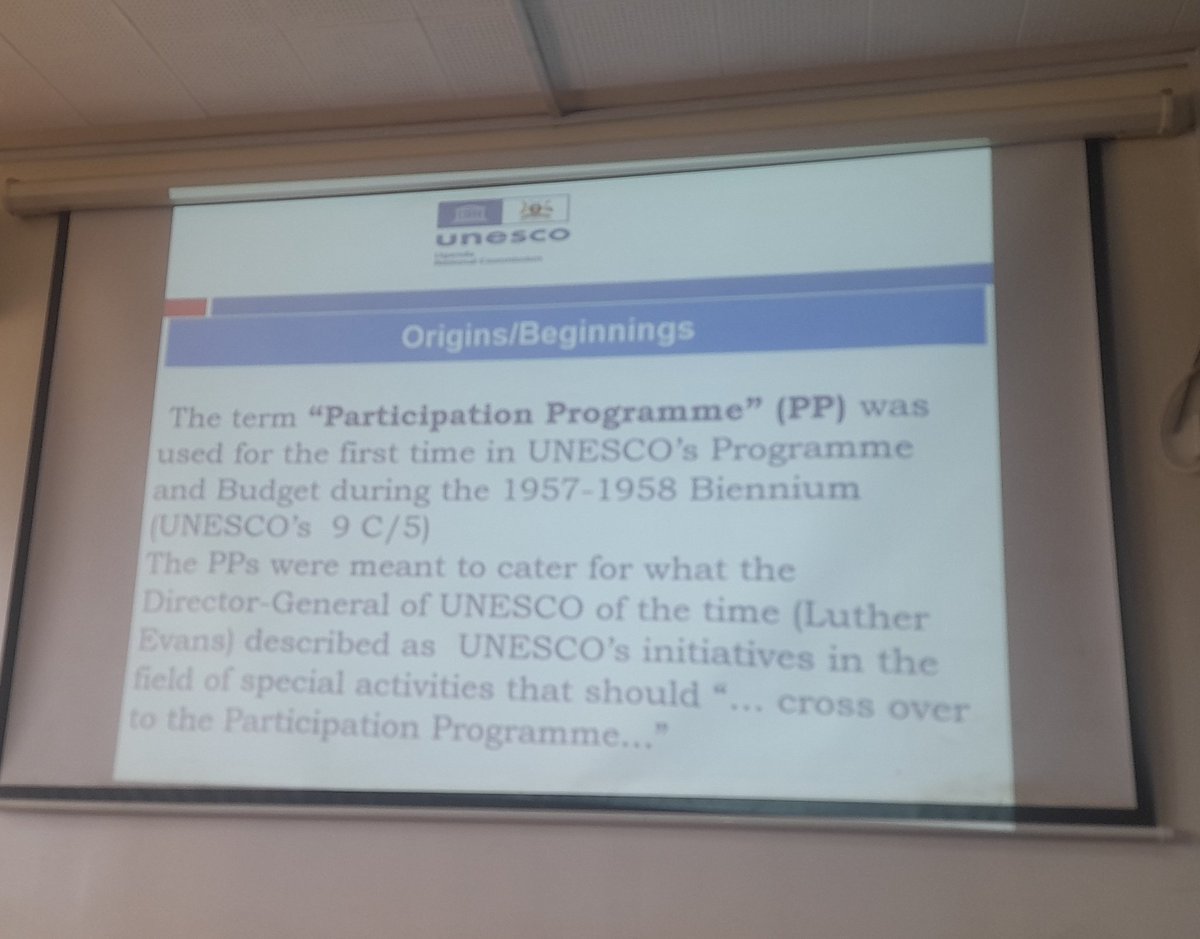 unesco
Uganda
National Commission
Origins/Beginnings
The term “Participation Programme” (PP) was
used for the first time in UNESCO’s Programme
and Budget during the 1957-1958 Biennium
(UNESCO’s 9 C/5)
The PPs were meant to cater for what the
Director-General of UNESCO of the time (Luther
Evans) described as UNESCO’s initiatives in the
field of special activities that should “... cross over
to the Participation Programme...”